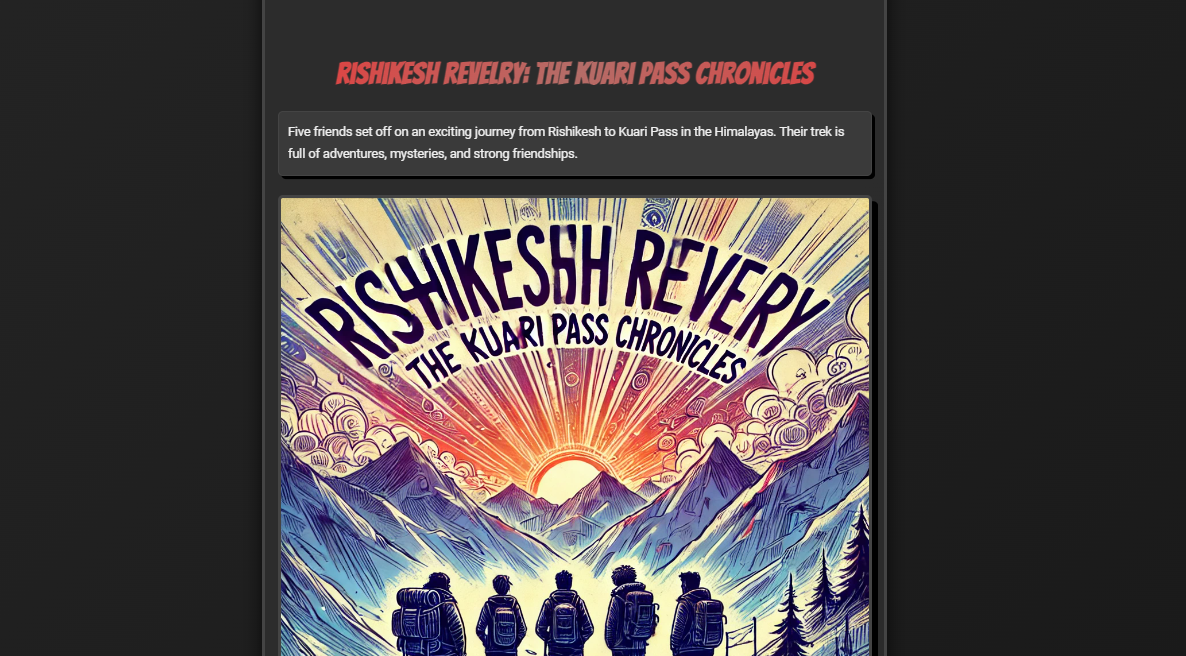 RISHIKESH REVELRY: THE KUARI PASS CHRONICLES
Five friends set off on an exciting journey from Rishikesh to Kuari Pass in the Himalayas. Their trek is
full of adventures, mysteries, and strong friendships.
RISHIKESHH REVERY
THE KUARI PASS CHRONICLES